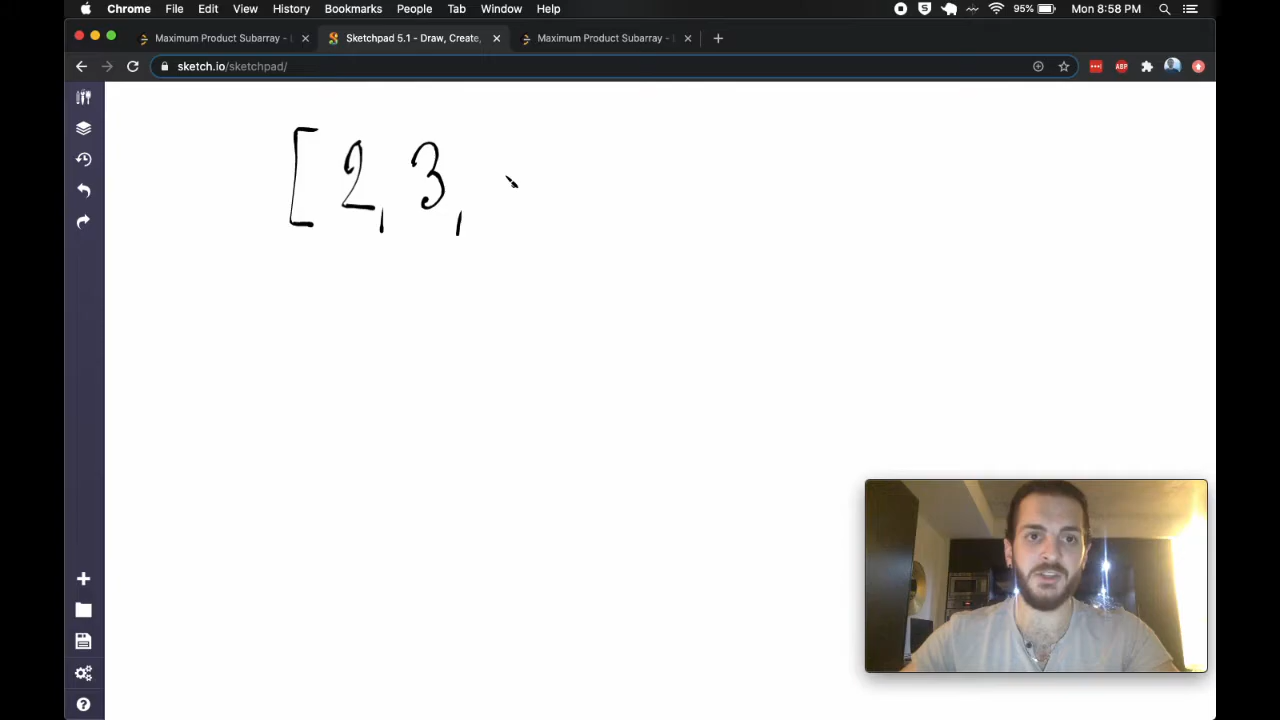 Chrome File Edit View History Bookmarks People Tab Window Help 95% Mon 8:58 PM
Maximum Product Subarray - Sketchpad 5.1 - Draw, Create, Maximum Product Subarray -
sketch.io/sketchpad/ ABP
[ 2, 3,